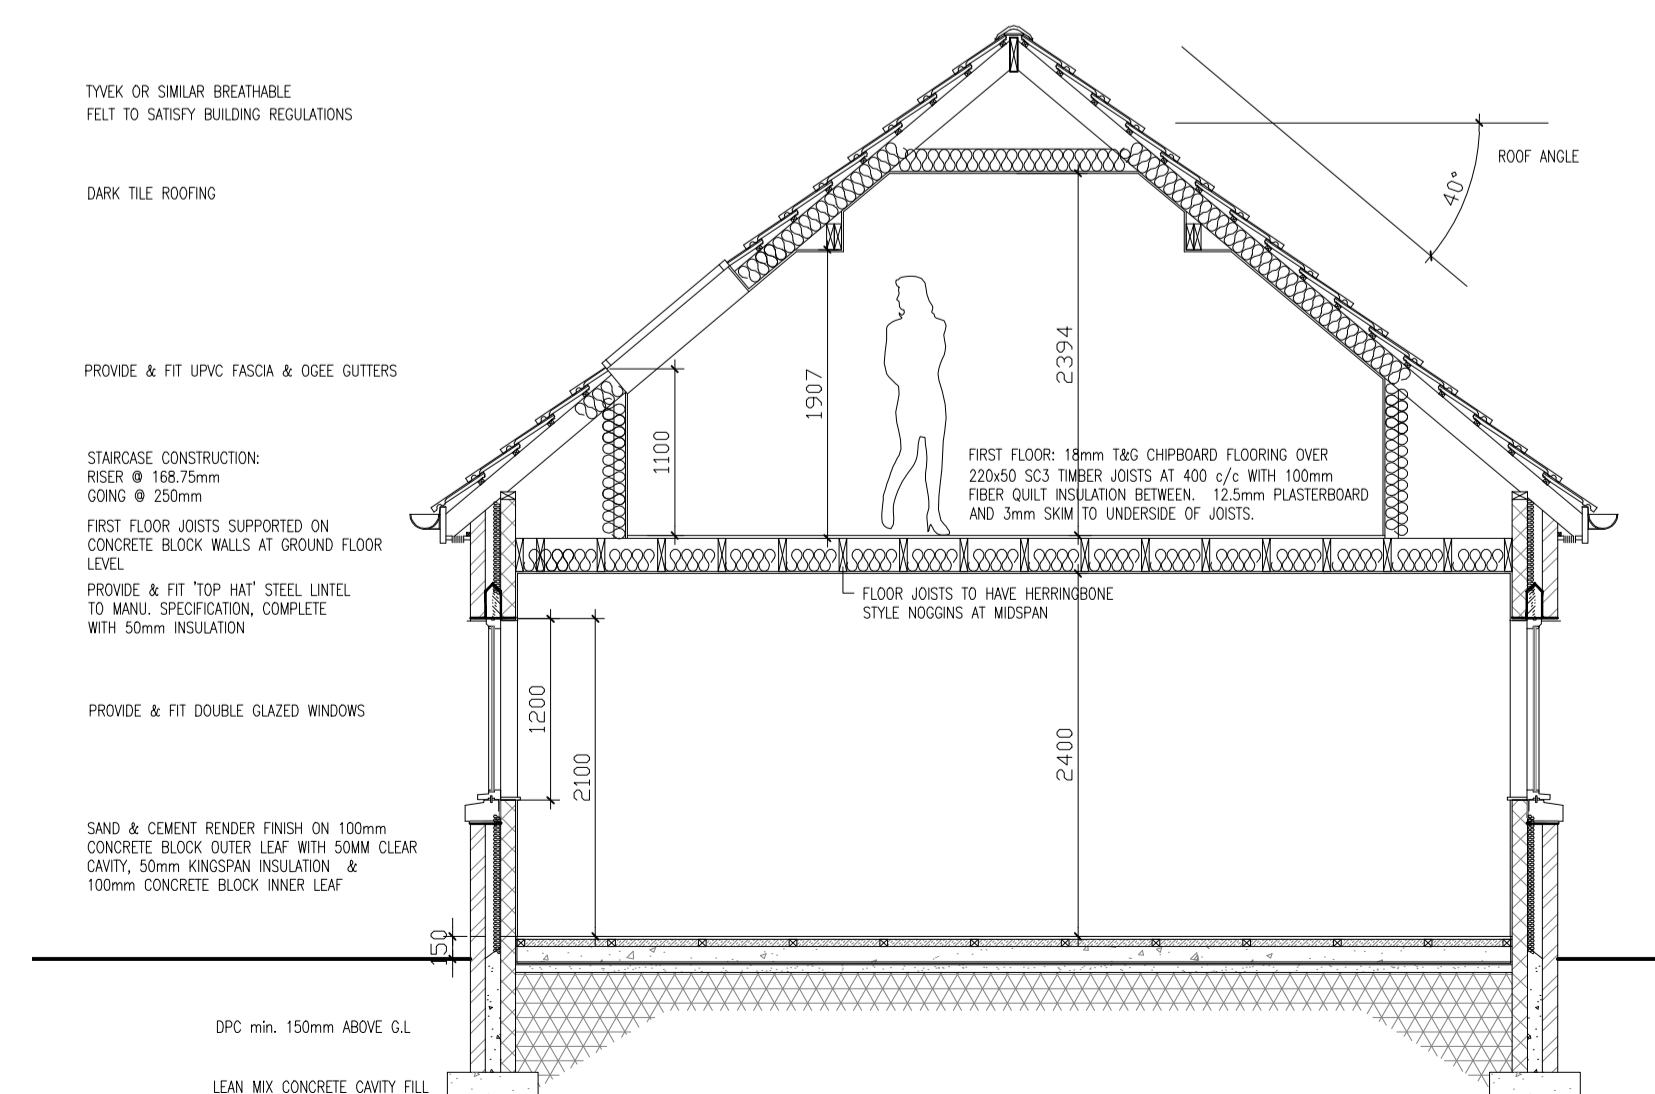 TYVEK OR SIMILAR BREATHABLE
FELT TO SATISFY BUILDING REGULATIONS
DARK TILE ROOFING
PROVIDE & FIT UPVC FASCIA & OGEE GUTTERS
STAIRCASE CONSTRUCTION:
RISER @ 168.75mm
GOING @ 250mm
FIRST FLOOR JOISTS SUPPORTED ON
CONCRETE BLOCK WALLS AT GROUND FLOOR
LEVEL
PROVIDE & FIT 'TOP HAT' STEEL LINTEL
TO MANU. SPECIFICATION, COMPLETE
WITH 50mm INSULATION
PROVIDE & FIT DOUBLE GLAZED WINDOWS
SAND & CEMENT RENDER FINISH ON 100mm
CONCRETE BLOCK OUTER LEAF WITH 50MM CLEAR
CAVITY, 50mm KINGSPAN INSULATION &
100mm CONCRETE BLOCK INNER LEAF
DPC min. 150mm ABOVE G.L
LEAN MIX CONCRETE CAVITY FILL
ROOF ANGLE
40°
1100
1907
2394
FIRST FLOOR: 18mm T&G CHIPBOARD FLOORING OVER
220x50 SC3 TIMBER JOISTS AT 400 c/c WITH 100mm
FIBER QUILT INSULATION BETWEEN. 12.5mm PLASTERBOARD
AND 3mm SKIM TO UNDERSIDE OF JOISTS.
FLOOR JOISTS TO HAVE HERRINGBONE
STYLE NOGGINS AT MIDSPAN
1200
2100
2400
150